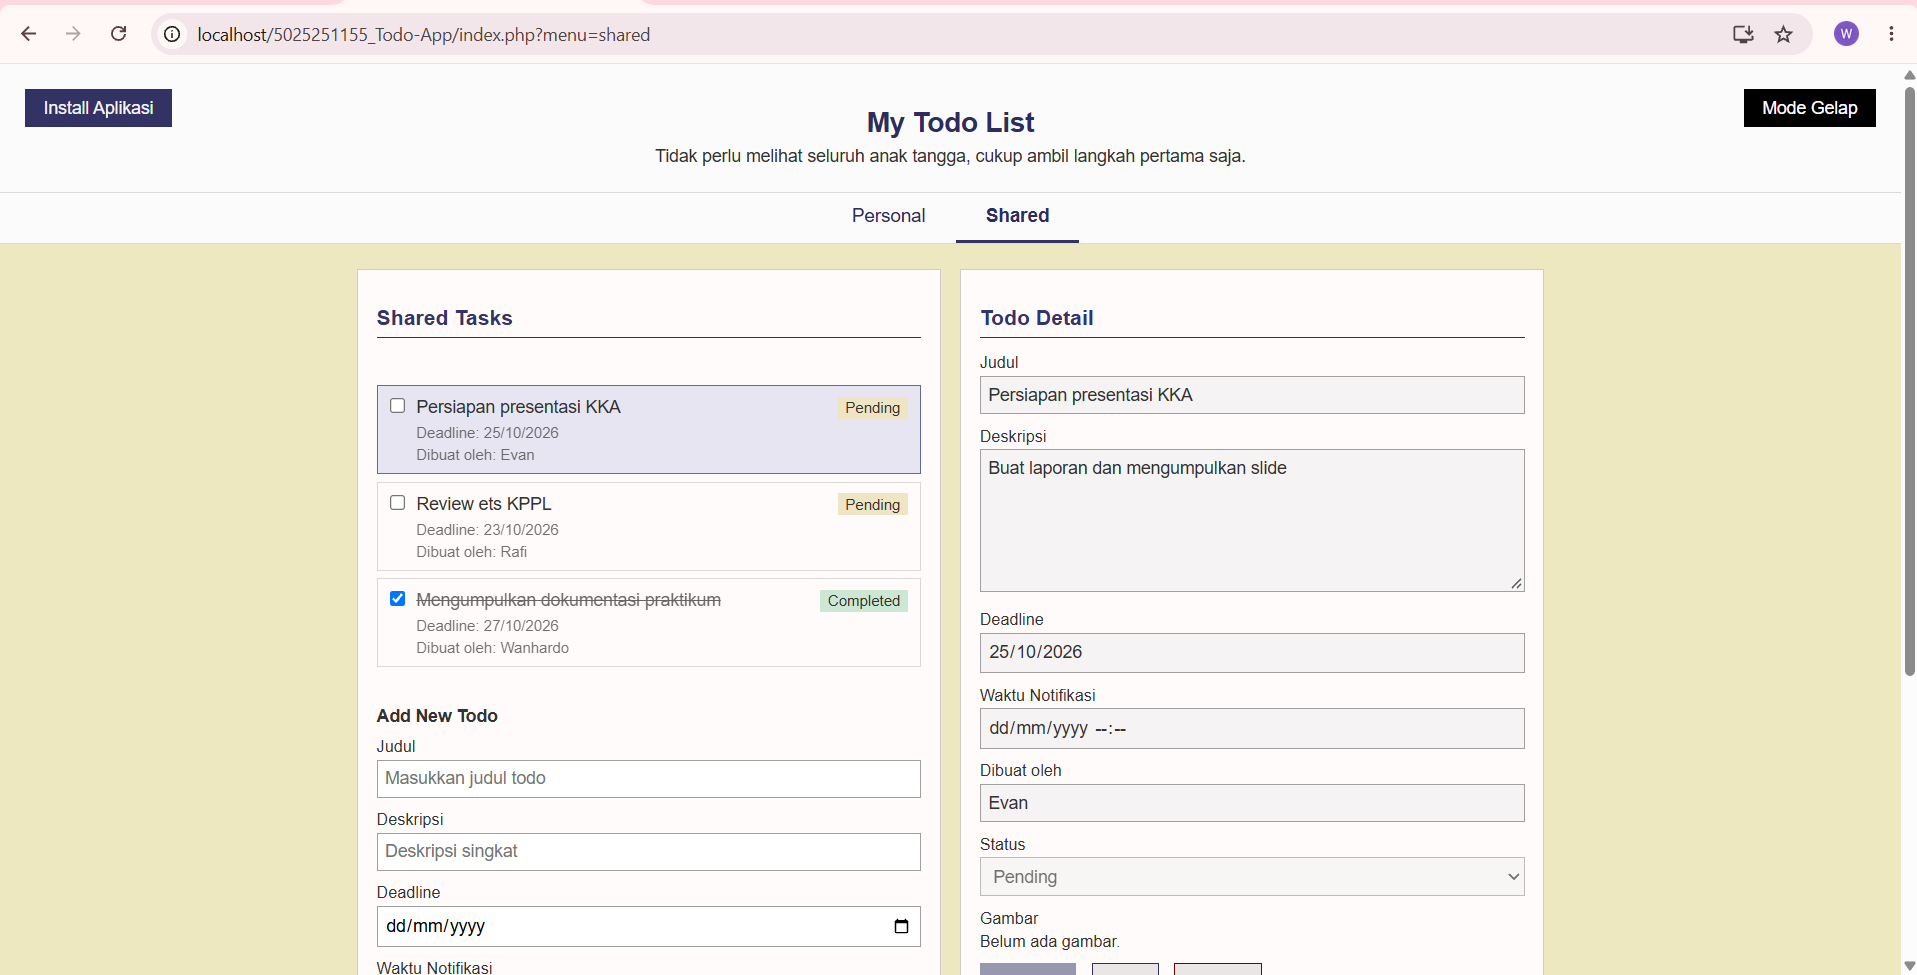 localhost/5025251155_Todo-App/index.php?menu=shared
W
Install Aplikasi
Mode Gelap
My Todo List
Tidak perlu melihat seluruh anak tangga, cukup ambil langkah pertama saja.
Personal
Shared
Shared Tasks
Persiapan presentasi KKA
Pending
Deadline: 25/10/2026
Dibuat oleh: Evan
Review ets KPPL
Pending
Deadline: 23/10/2026
Dibuat oleh: Rafi
Mengumpulkan dokumentasi praktikum
Completed
Deadline: 27/10/2026
Dibuat oleh: Wanhardo
Add New Todo
Judul
Masukkan judul todo
Deskripsi
Deskripsi singkat
Deadline
dd/mm/yyyy
Waktu Notifikasi
Todo Detail
Judul
Persiapan presentasi KKA
Deskripsi
Buat laporan dan mengumpulkan slide
Deadline
25/10/2026
Waktu Notifikasi
dd/mm/yyyy --:--
Dibuat oleh
Evan
Status
Pending
Gambar
Belum ada gambar.